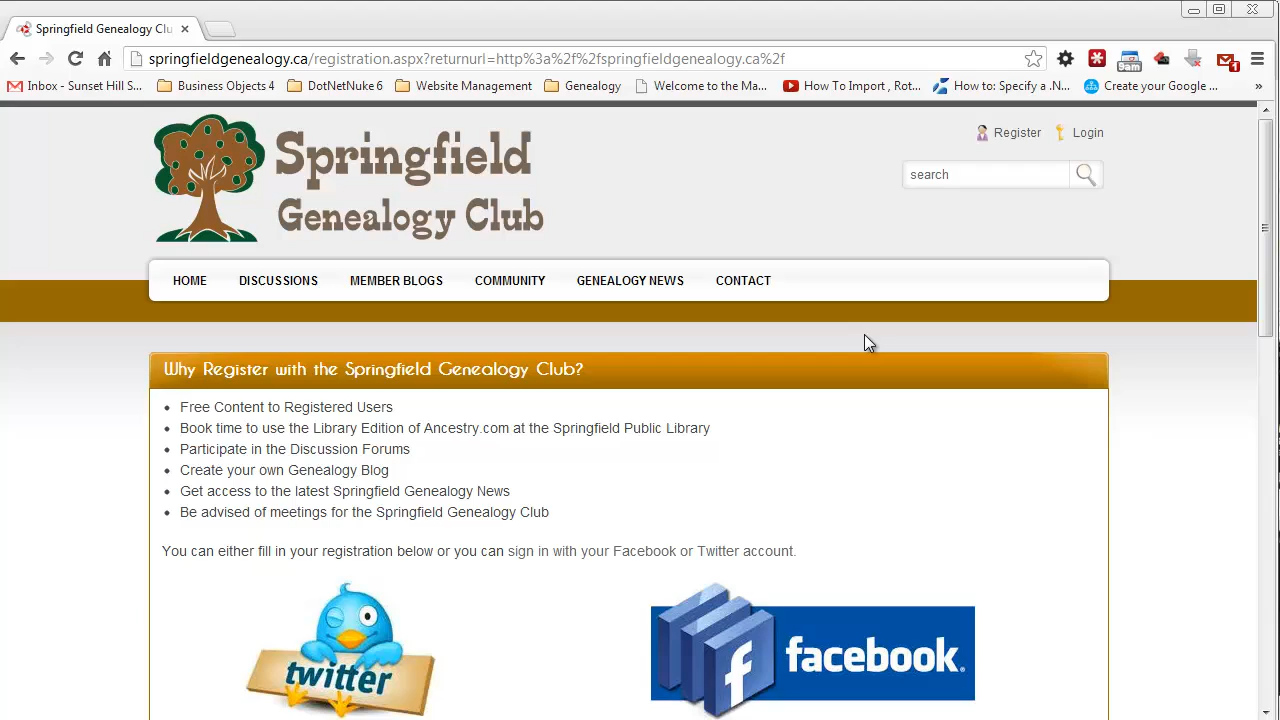 Springfield Genealogy Clu
springfieldgenealogy.ca/registration.aspx?returnurl=http%3a%2f%2fspringfieldgenealogy.ca%2f
9am
1
Inbox - Sunset Hill S...
Business Objects 4
DotNetNuke 6
Website Management
Genealogy
Welcome to the Ma...
How To Import , Rot...
How to: Specify a .N...
Create your Google ...
»
Springfield
Genealogy Club
Register
Login
search
HOME
DISCUSSIONS
MEMBER BLOGS
COMMUNITY
GENEALOGY NEWS
CONTACT
Why Register with the Springfield Genealogy Club?
Free Content to Registered Users
Book time to use the Library Edition of Ancestry.com at the Springfield Public Library
Participate in the Discussion Forums
Create your own Genealogy Blog
Get access to the latest Springfield Genealogy News
Be advised of meetings for the Springfield Genealogy Club
You can either fill in your registration below or you can sign in with your Facebook or Twitter account.
twitter
f
facebook®